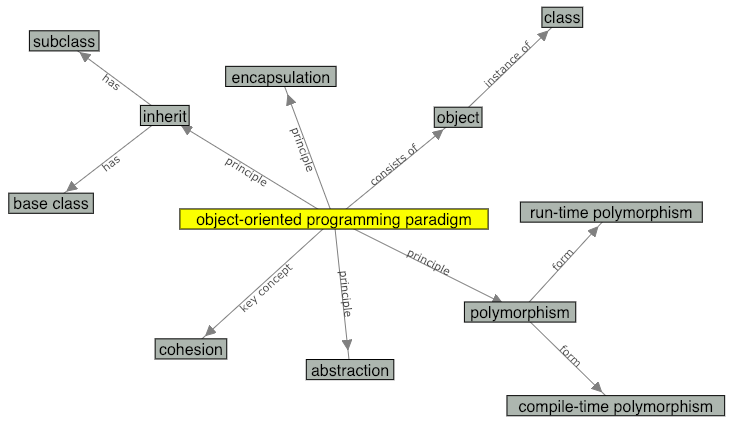 class
subclass
instance of
encapsulation
has
inherit
object
principle
consists of
has
principle
base class
object-oriented programming paradigm
run-time polymorphism
principle
form
key concept
principle
polymorphism
cohesion
form
abstraction
compile-time polymorphism